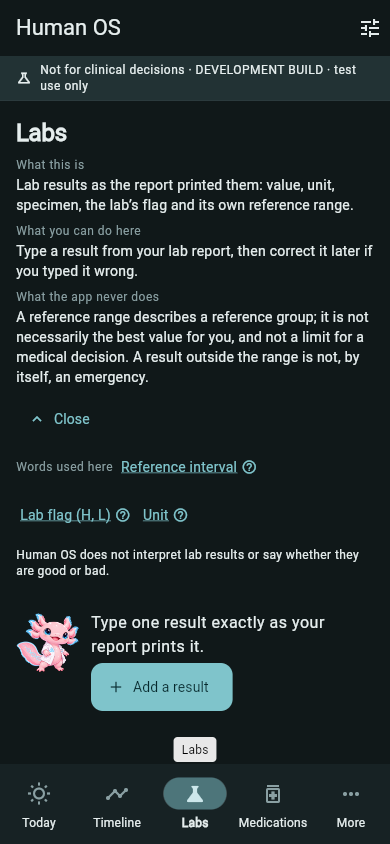 Human OS
Not for clinical decisions · DEVELOPMENT BUILD · test
use only
Labs
What this is
Lab results as the report printed them: value, unit,
specimen, the lab’s flag and its own reference range.
What you can do here
Type a result from your lab report, then correct it later if
you typed it wrong.
What the app never does
A reference range describes a reference group; it is not
necessarily the best value for you, and not a limit for a
medical decision. A result outside the range is not, by
itself, an emergency.
Close
Words used here Reference interval
Lab flag (H, L) Unit
Human OS does not interpret lab results or say whether they
are good or bad.
Type one result exactly as your
report prints it.
Add a result
Labs
Today Timeline Labs Medications More